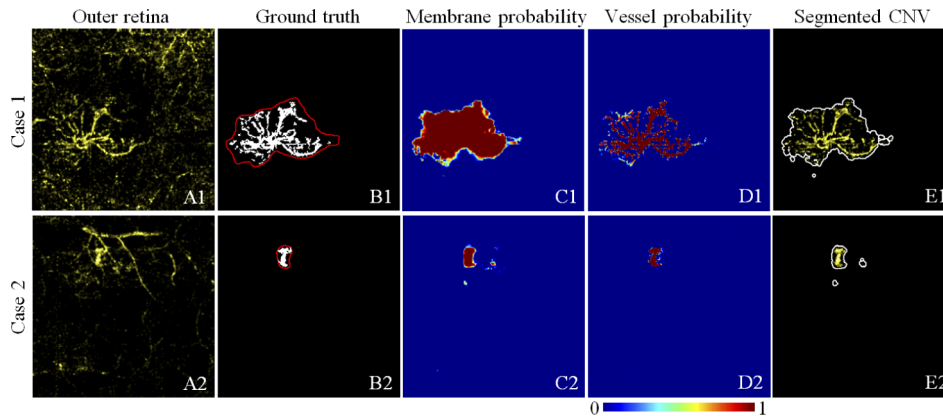 Outer retina Ground truth Membrane probability Vessel probability Segmented CNV
Case 1
A1 B1 C1 D1 E1
Case 2
A2 B2 C2 D2 E2
0 1